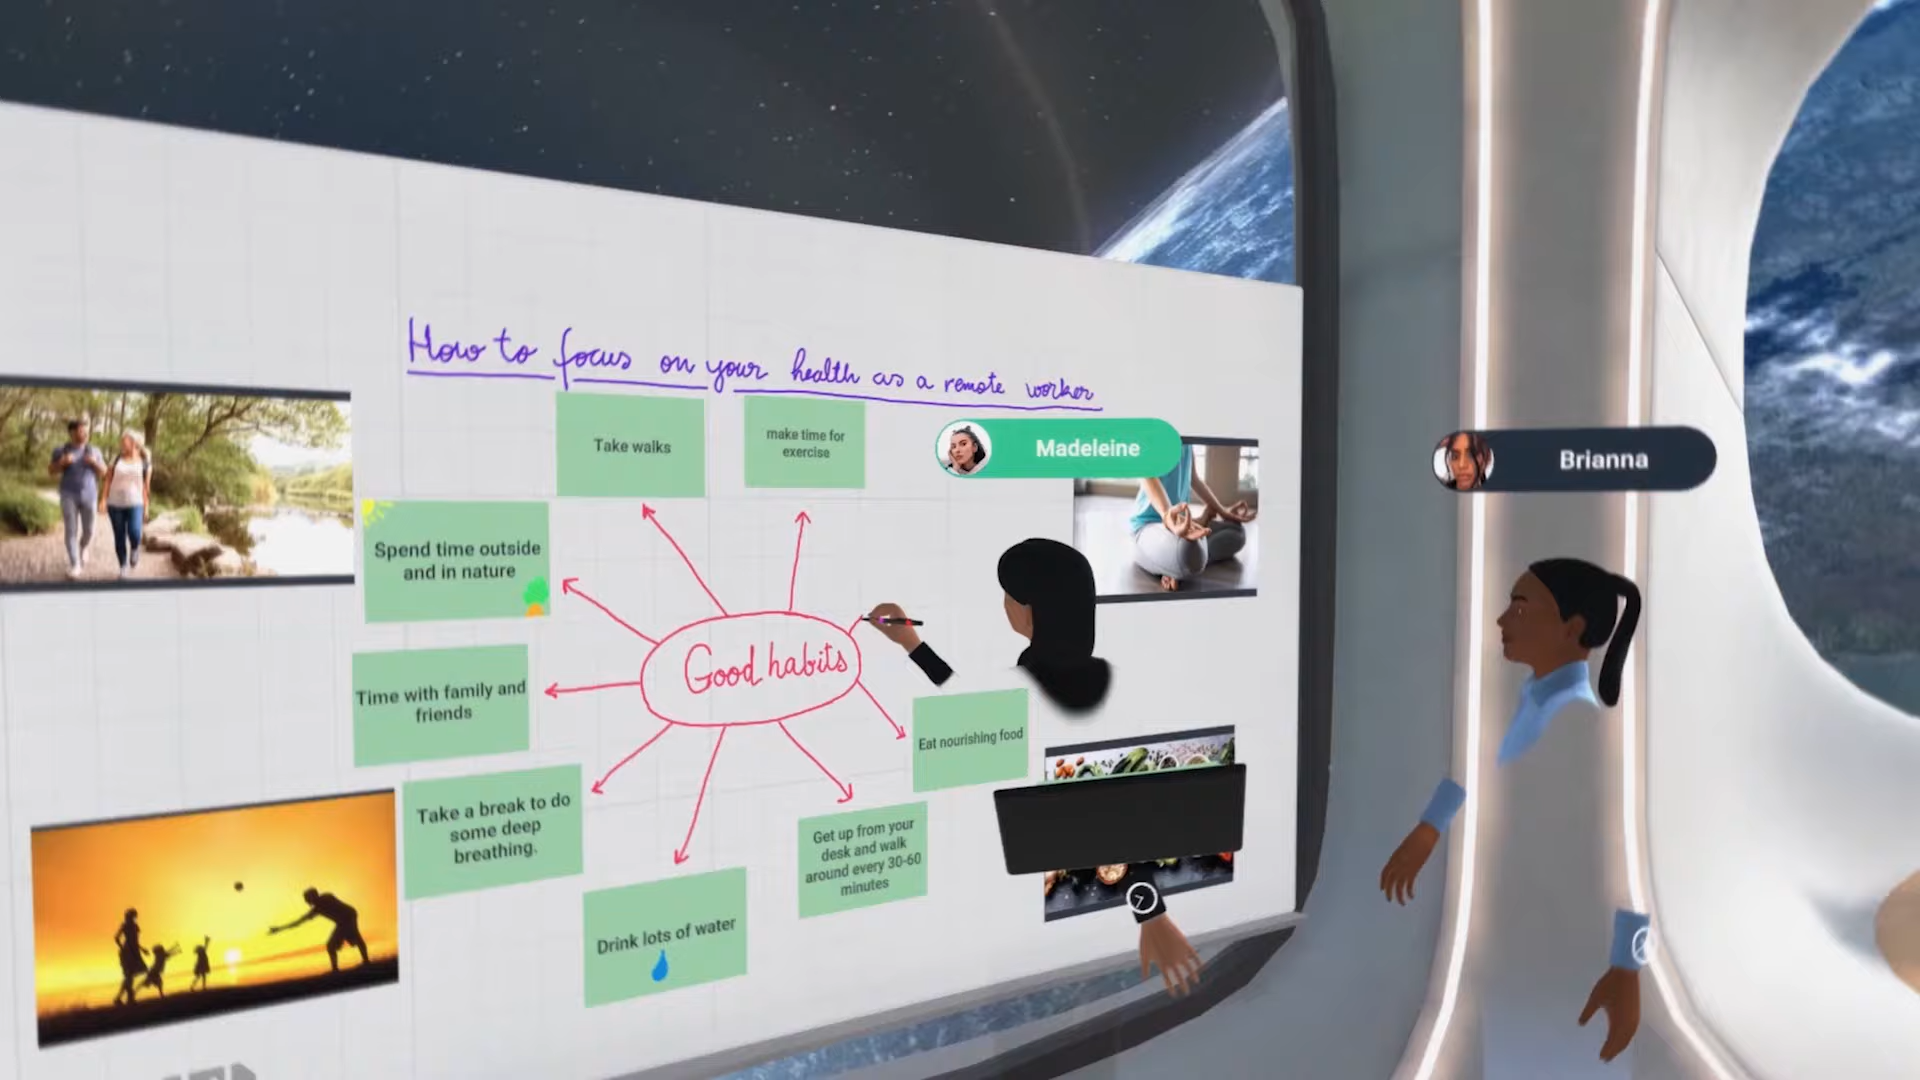 How to focus on your health as a remote worker
Take walks
make time for
exercise
Madeleine
Brianna
Spend time outside
and in nature
Time with family and
friends
Good habits
Eat nourishing food
Take a break to do
some deep
breathing.
Get up from your
desk and walk
around every 30-60
minutes
Drink lots of water